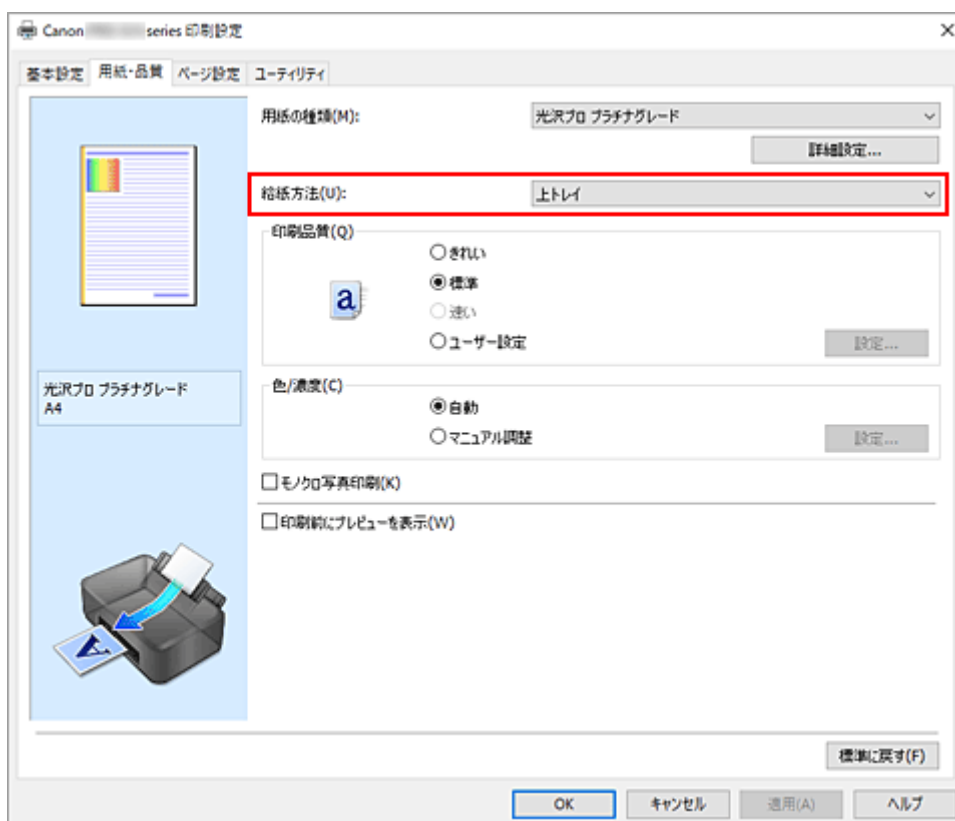 Canon series 印刷設定
基本設定 用紙・品質 ページ設定 ユーティリティ
用紙の種類(M): 光沢プロ プラチナグレード
詳細設定...
給紙方法(U): 上トレイ
印刷品質(Q)
きれい
a 標準
速い
ユーザー設定 設定...
光沢プロ プラチナグレード
A4
色/濃度(C)
自動
マニュアル調整 設定...
モノクロ写真印刷(K)
印刷前にプレビューを表示(W)
A
標準に戻す(F)
OK キャンセル 適用(A) ヘルプ